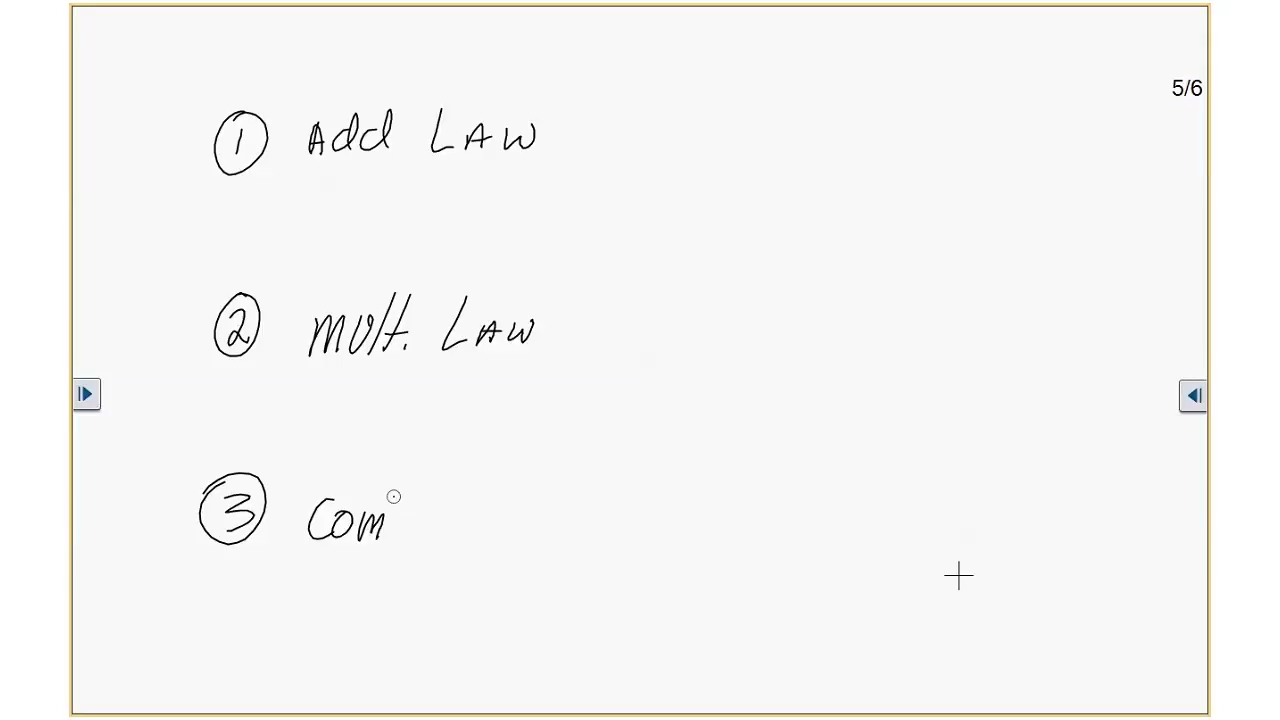 5/6
① Add LAW
② Mult. LAW
③ Com